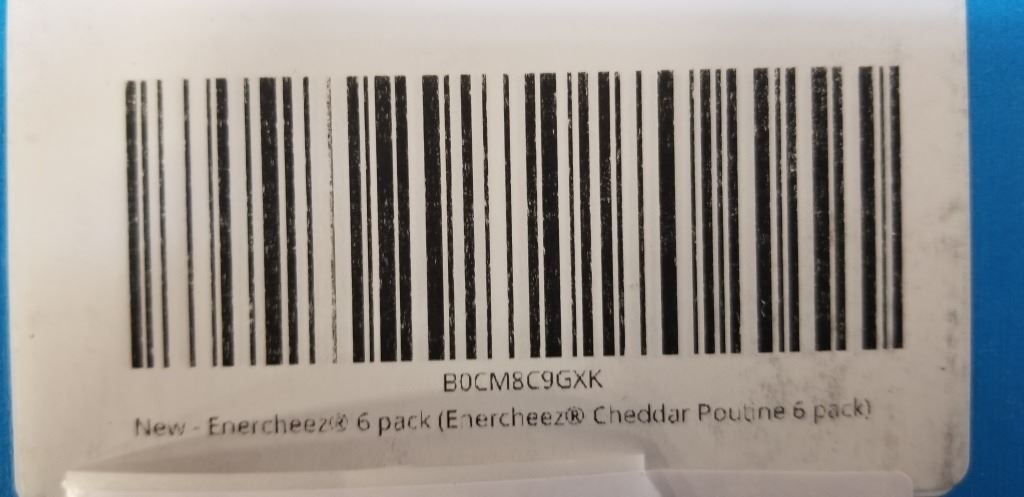 B0CM8C9GXK
New - Enercheez® 6 pack (Enercheez® Cheddar Poutine 6 pack)